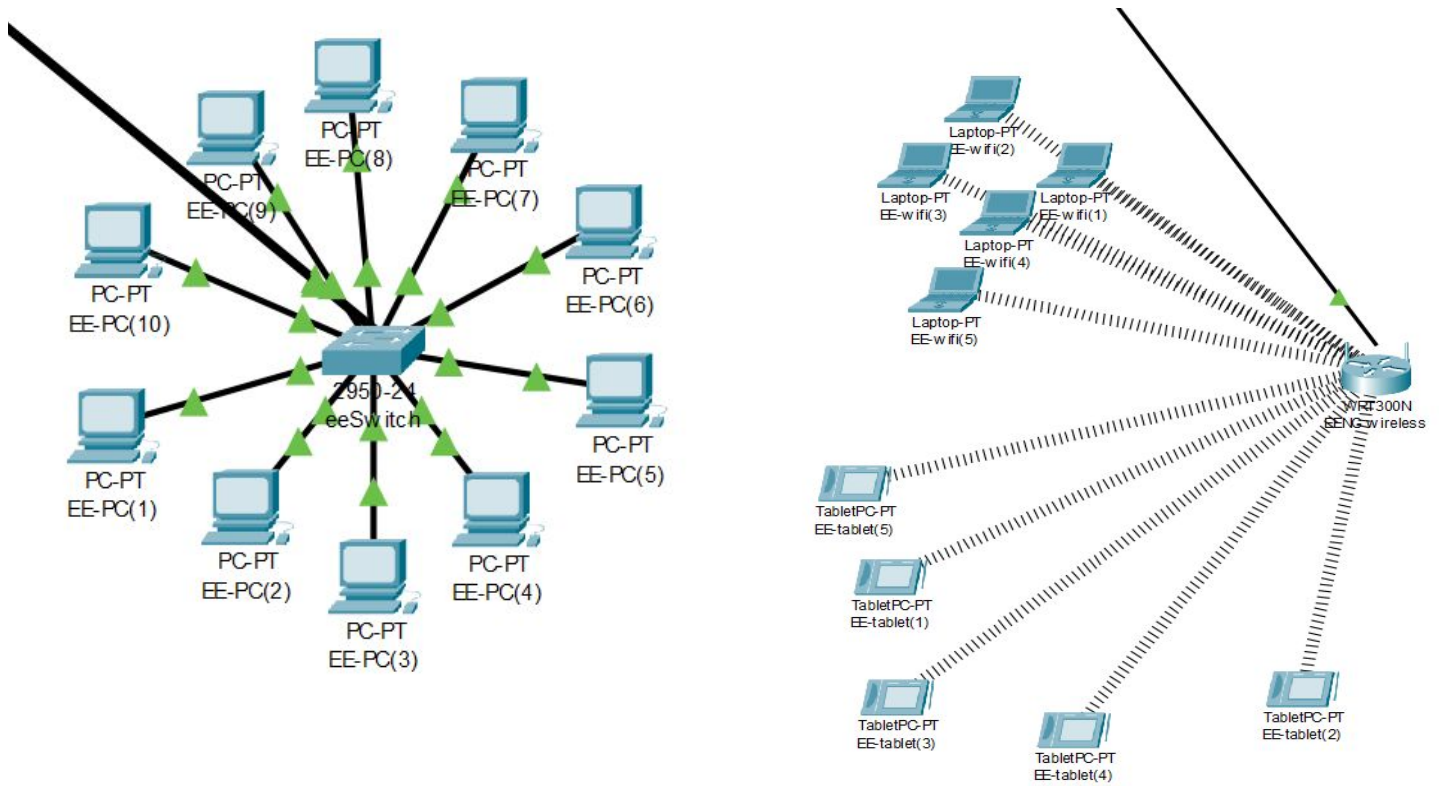 PC-PT
EE-PC(8)
PC-PT
EE-PC(9)
PC-PT
EE-PC(7)
PC-PT
EE-PC(10)
PC-PT
EE-PC(6)
2950-24
eeSwitch
PC-PT
EE-PC(5)
PC-PT
EE-PC(1)
PC-PT
EE-PC(2)
PC-PT
EE-PC(4)
PC-PT
EE-PC(3)
Laptop-PT
EE-wifi(2)
Laptop-PT
EE-wifi(3)
Laptop-PT
EE-wifi(1)
Laptop-PT
EE-wifi(4)
Laptop-PT
EE-wifi(5)
WRT300N
EENG wireless
TabletPC-PT
EE-tablet(5)
TabletPC-PT
EE-tablet(1)
TabletPC-PT
EE-tablet(3)
TabletPC-PT
EE-tablet(4)
TabletPC-PT
EE-tablet(2)